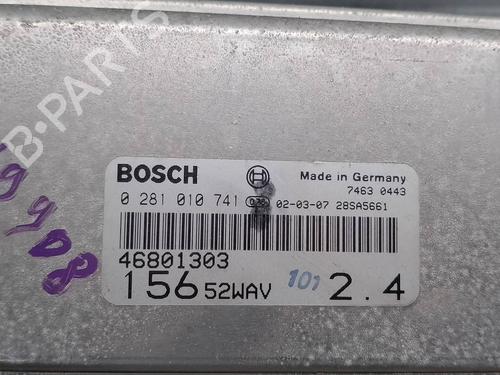 BOSCH
Made in Germany
7463 0443
0 281 010 741
02-03-07 28SA5661
46801303
156 52WAV 101 2.4
B-PARTS